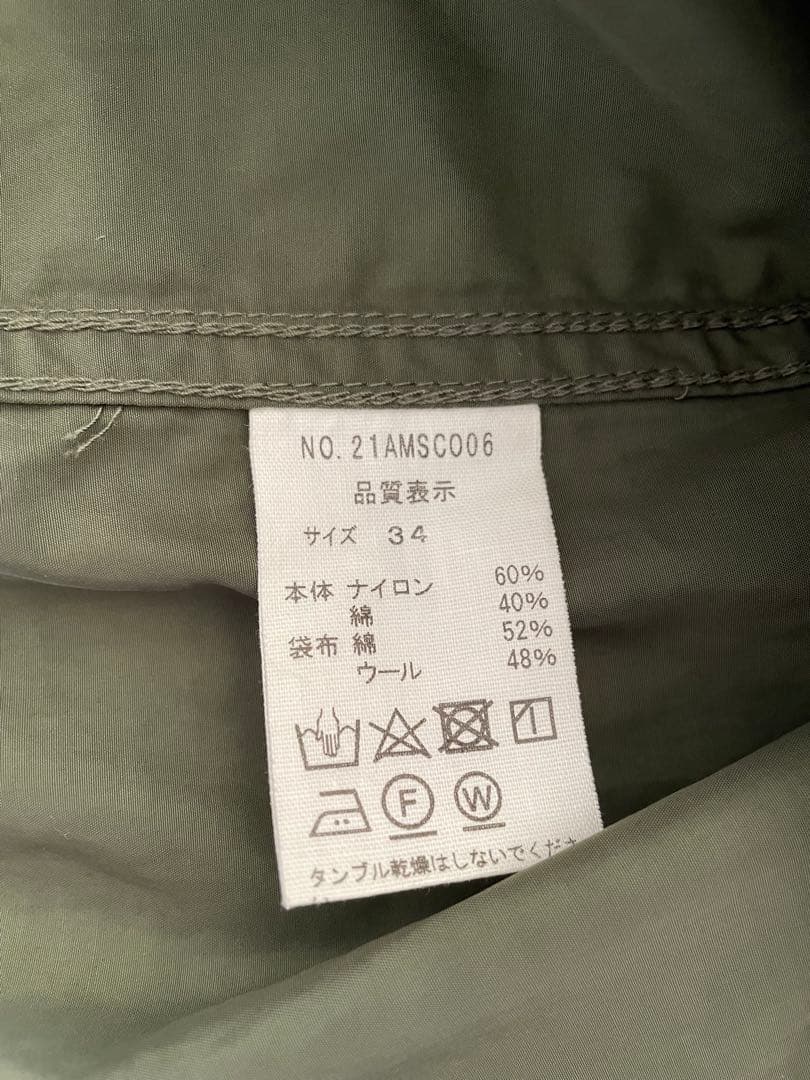 NO. 21AMSC006
品質表示
サイズ 34
本体 ナイロン 60%
綿 40%
袋布 綿 52%
ウール 48%
F W
タンブル乾燥はしないでくださ